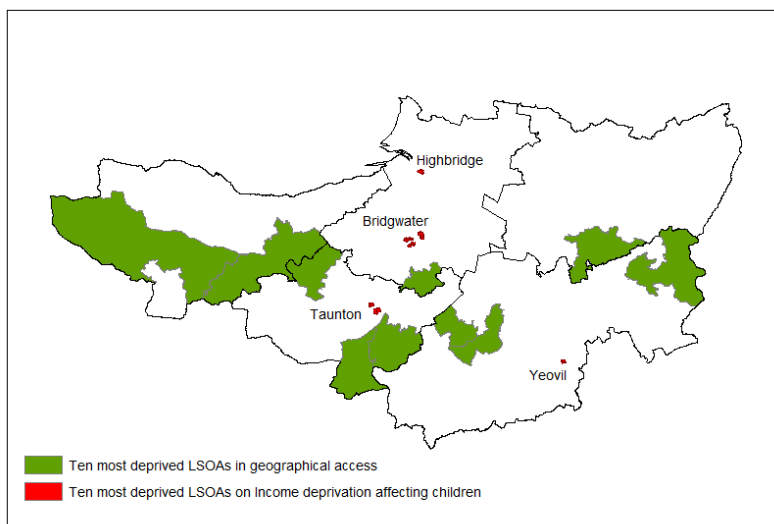 Highbridge
Bridgwater
Taunton
Yeovil
Ten most deprived LSOAs in geographical access
Ten most deprived LSOAs on Income deprivation affecting children